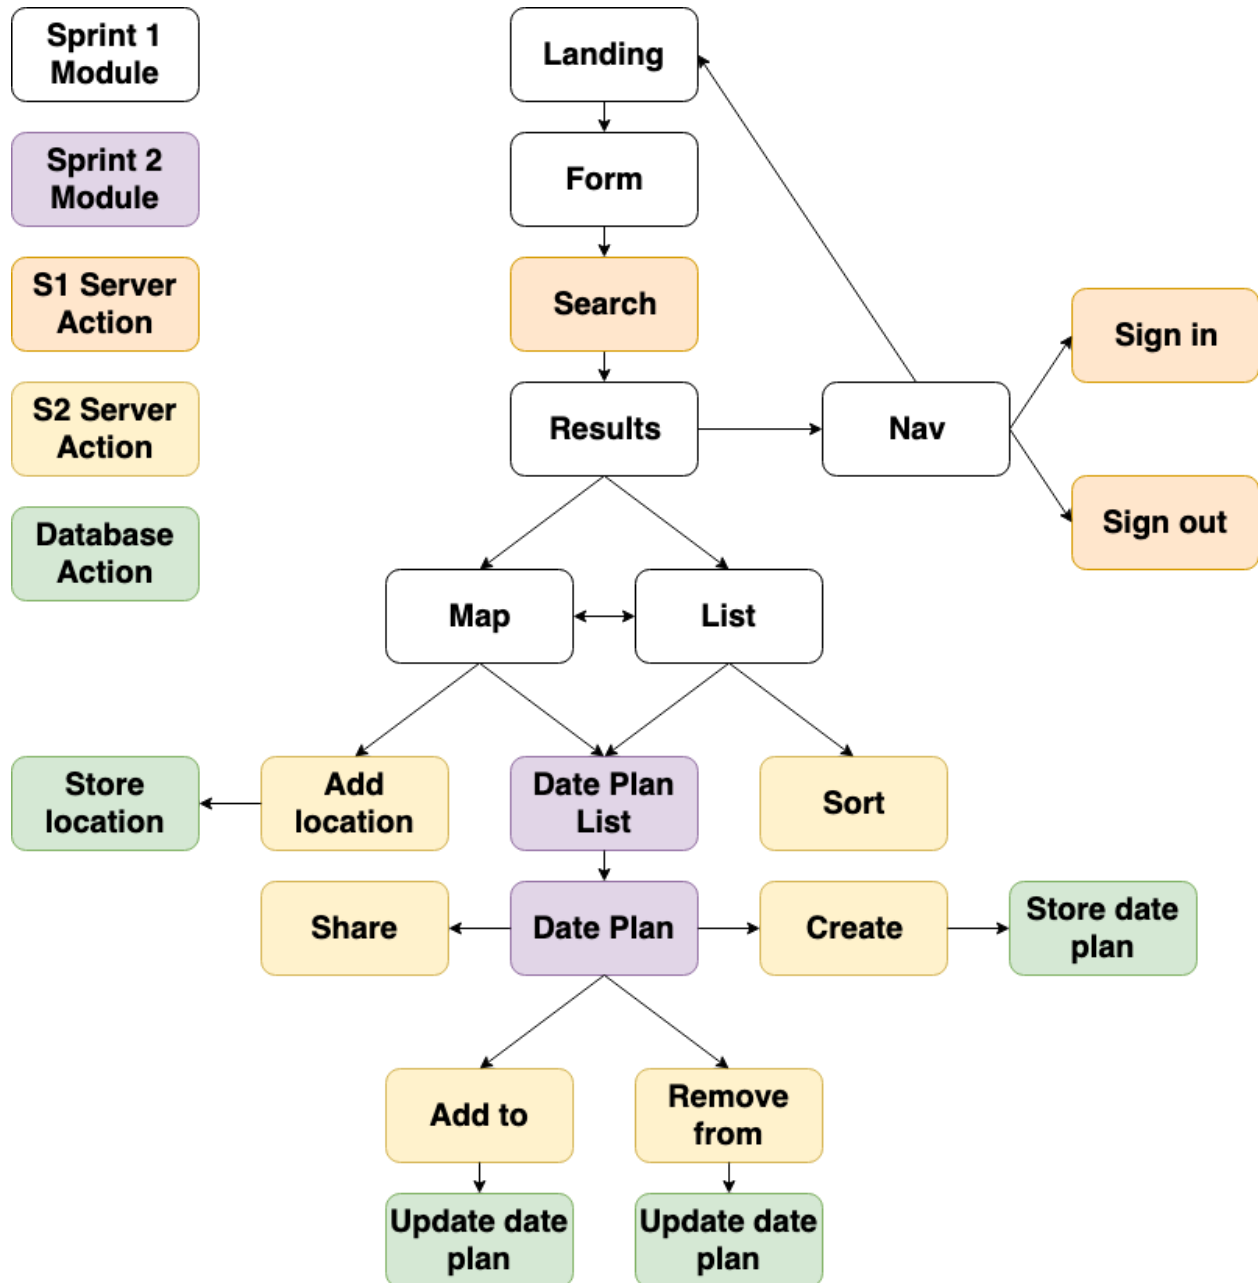 Sprint 1
Module
Landing
Sprint 2
Module
Form
S1 Server
Action
Search
Sign in
S2 Server
Action
Results
Nav
Sign out
Database
Action
Map
List
Store
location
Add
location
Date Plan
List
Sort
Share
Date Plan
Create
Store date
plan
Add to
Remove
from
Update date
plan
Update date
plan